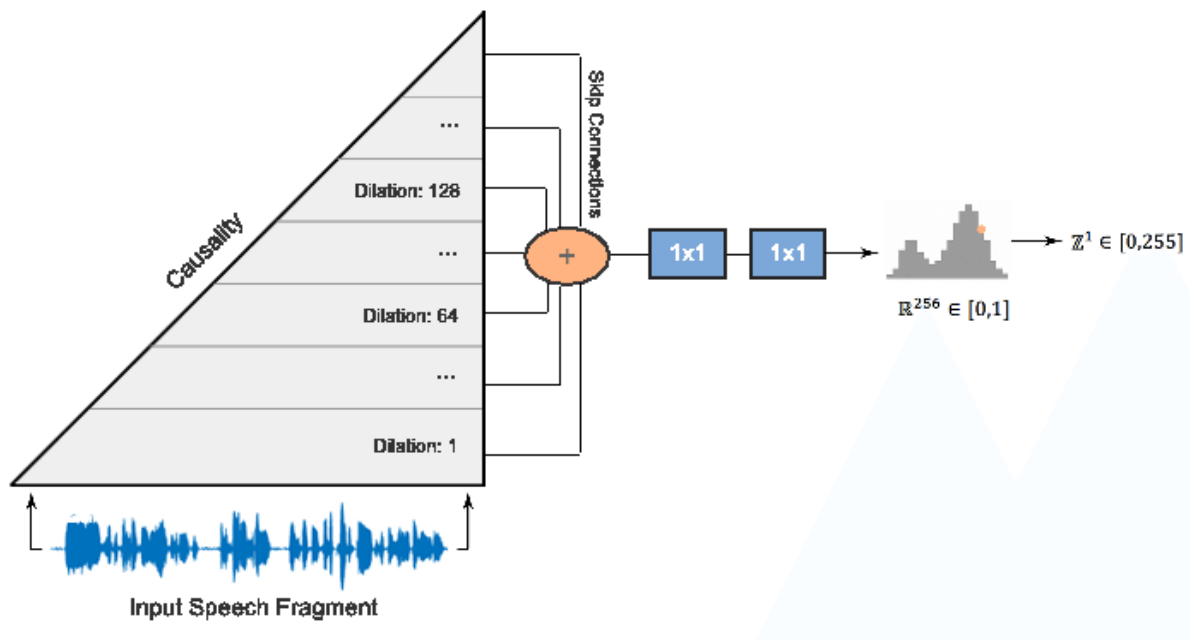 Skip Connections
...
Dilation: 128
Causality
...
+
1x1
1x1
ℤ¹ ∈ [0,255]
ℝ²⁵⁶ ∈ [0,1]
Dilation: 64
...
Dilation: 1
Input Speech Fragment